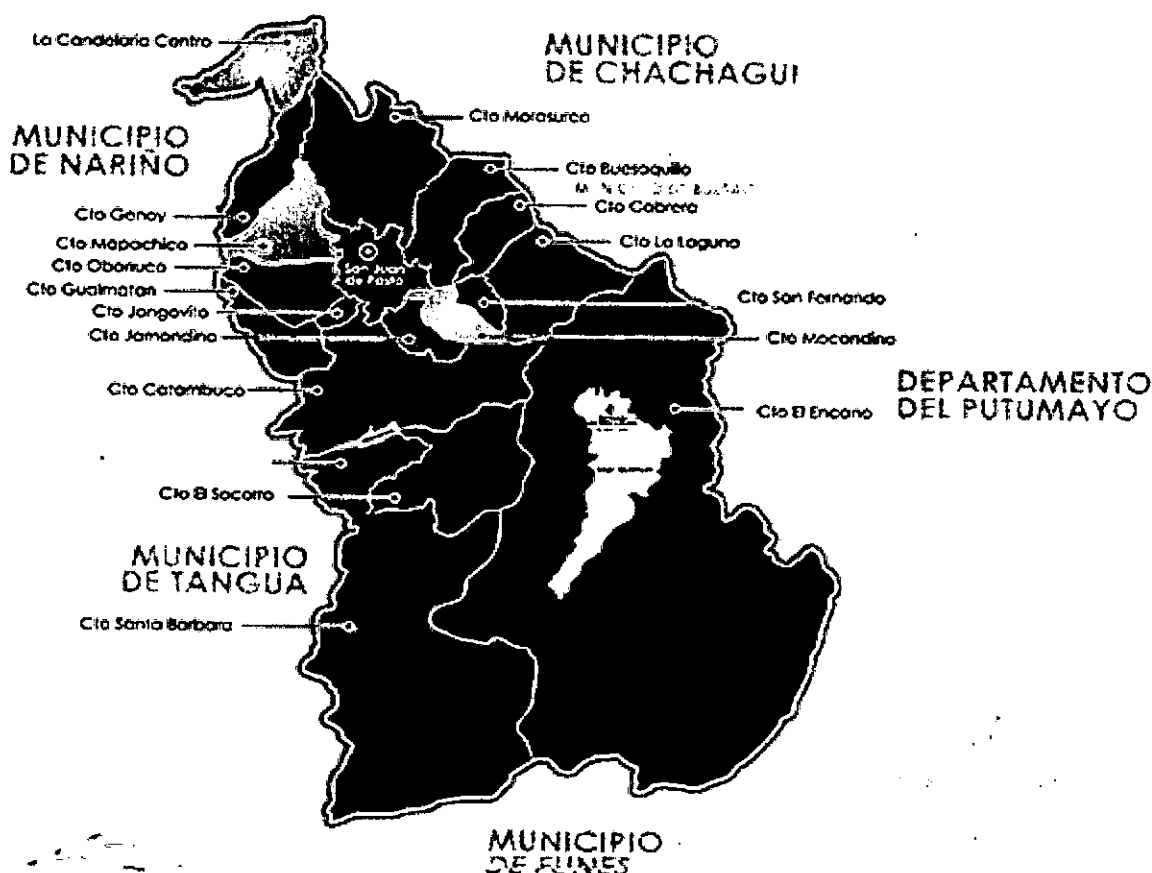 La Candelaria Centro
MUNICIPIO
DE CHACHAGUI
Cto Morasurco
MUNICIPIO
DE NARIÑO
Cto Buesaquillo
Cto Genoy
Cto Cabrera
Cto Mapachico
Cto La Laguna
Cto Obonuco
San Juan
de Pasto
Cto Gualmatan
Cto San Fernando
Cto Jongovito
Cto Jamondino
Cto Mocondino
DEPARTAMENTO
DEL PUTUMAYO
Cto Catambuco
Cto El Encano
Cto El Socorro
MUNICIPIO
DE TANGUA
Cto Santa Barbara
MUNICIPIO
DE FUNES